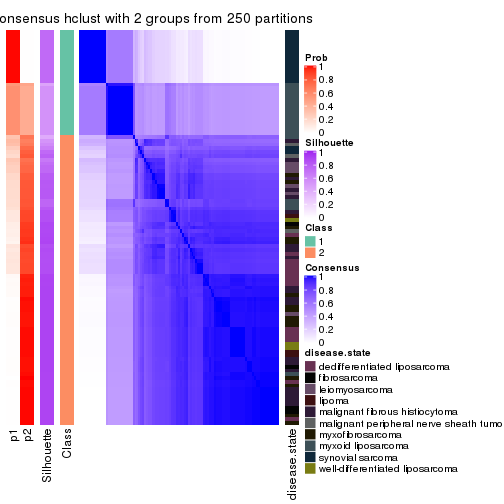 onsensus hclust with 2 groups from 250 partitions
Prob
1
0.8
0.6
0.4
0.2
0
Silhouette
1
0.8
0.6
0.4
0.2
0
Class
1
2
Consensus
1
0.8
0.6
0.4
0.2
0
disease.state
dedifferentiated liposarcoma
fibrosarcoma
leiomyosarcoma
lipoma
malignant fibrous histiocytoma
malignant peripheral nerve sheath tumo
myxofibrosarcoma
myxoid liposarcoma
synovial sarcoma
well-differentiated liposarcoma
p1
p2
Silhouette
Class
disease.state